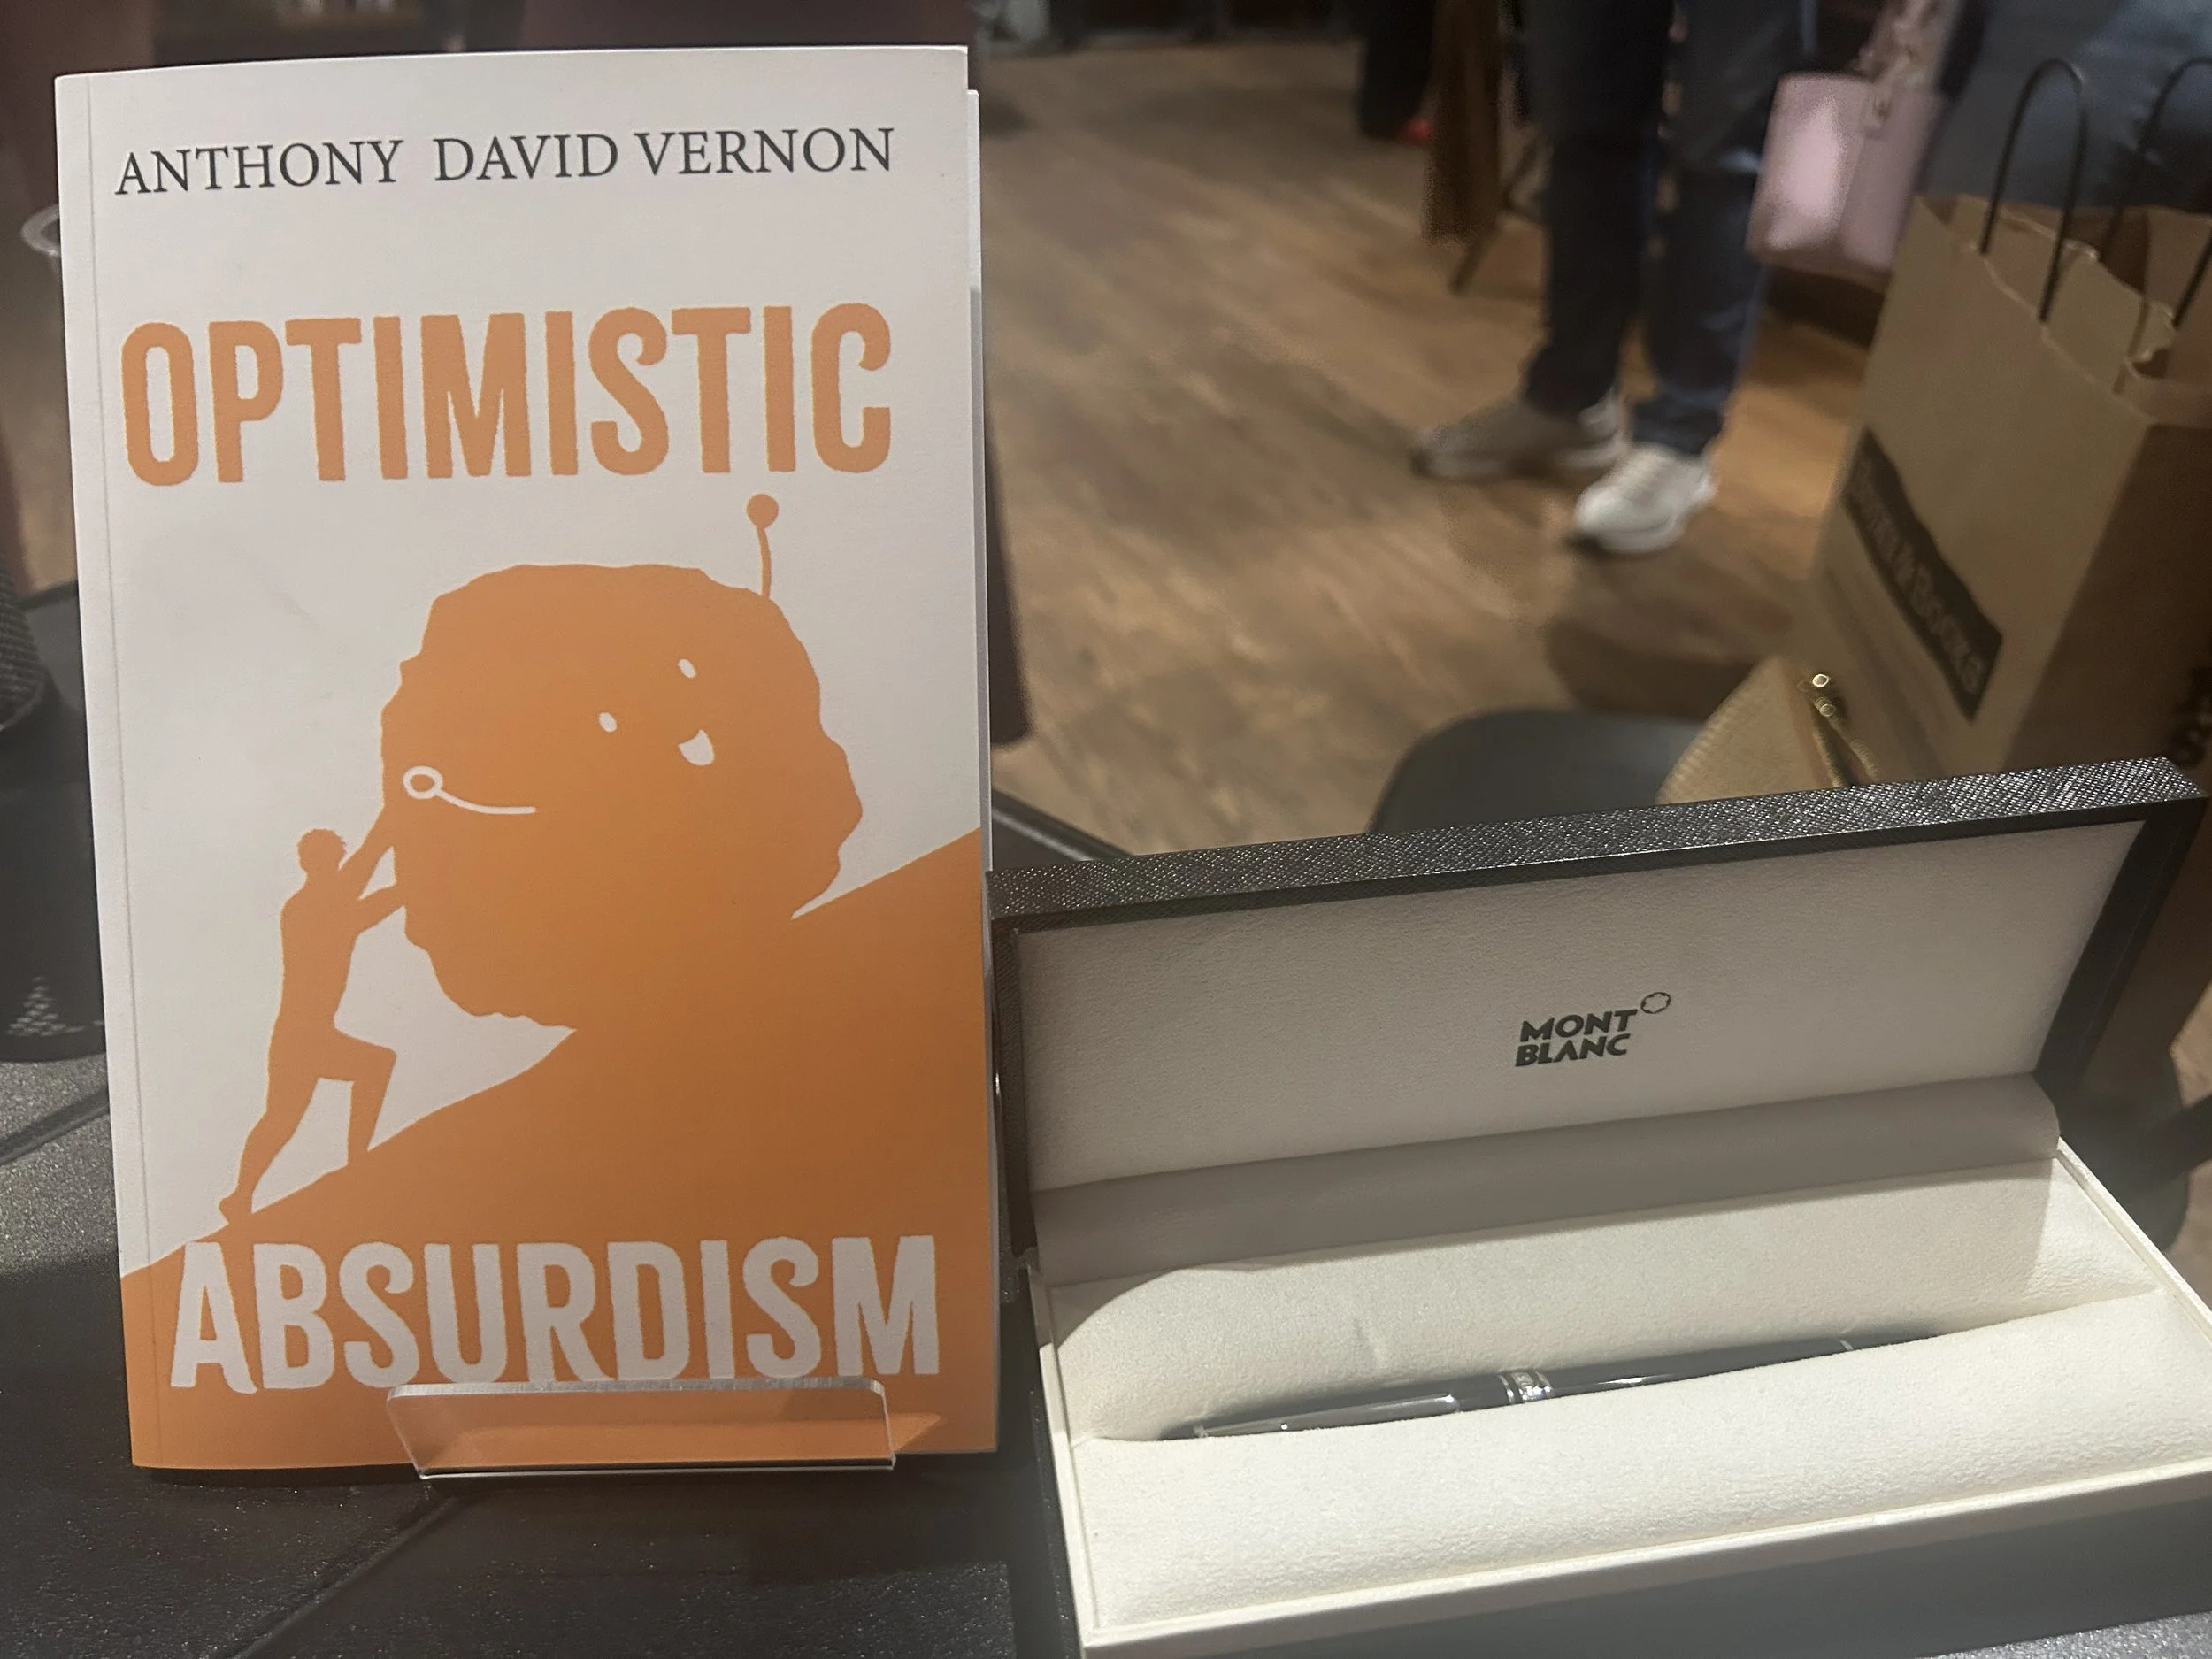 ANTHONY DAVID VERNON
OPTIMISTIC
ABSURDISM
MONT
BLANC